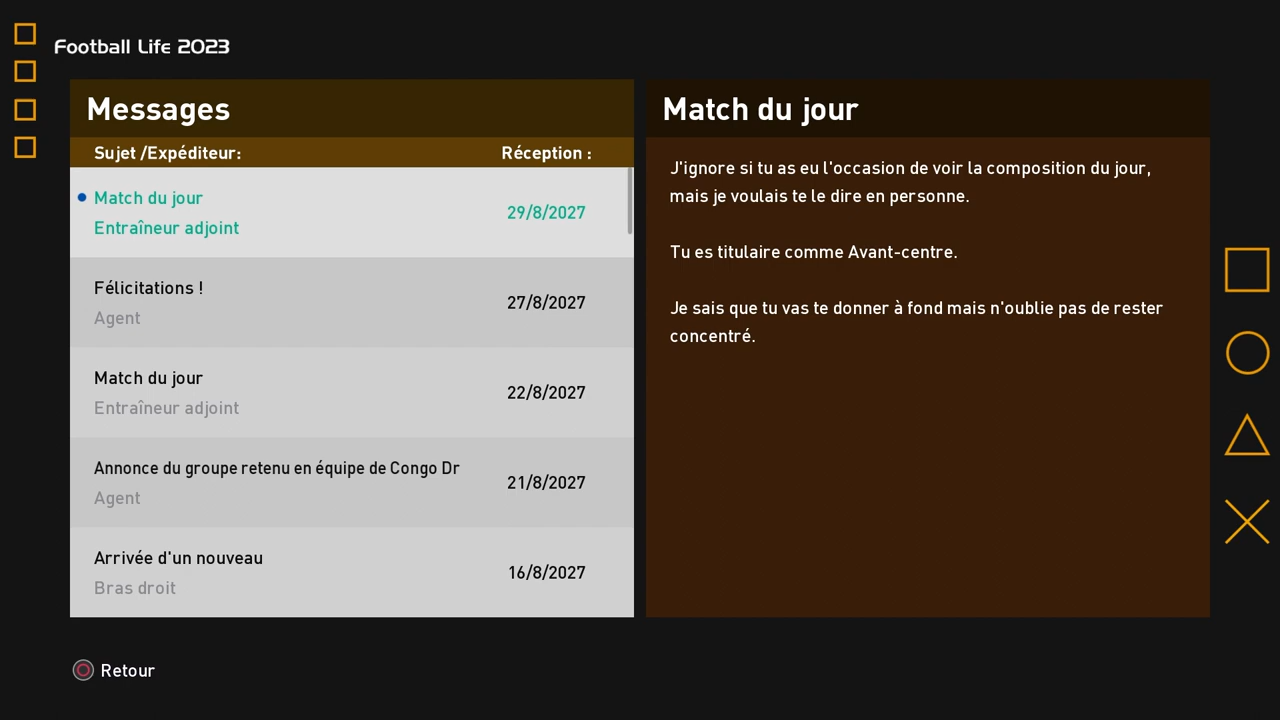 Football Life 2023
Messages
Sujet /Expéditeur:
Réception :
Match du jour
Entraîneur adjoint
29/8/2027
Félicitations !
Agent
27/8/2027
Match du jour
Entraîneur adjoint
22/8/2027
Annonce du groupe retenu en équipe de Congo Dr
Agent
21/8/2027
Arrivée d'un nouveau
Bras droit
16/8/2027
Match du jour
J'ignore si tu as eu l'occasion de voir la composition du jour,
mais je voulais te le dire en personne.
Tu es titulaire comme Avant-centre.
Je sais que tu vas te donner à fond mais n'oublie pas de rester
concentré.
Retour